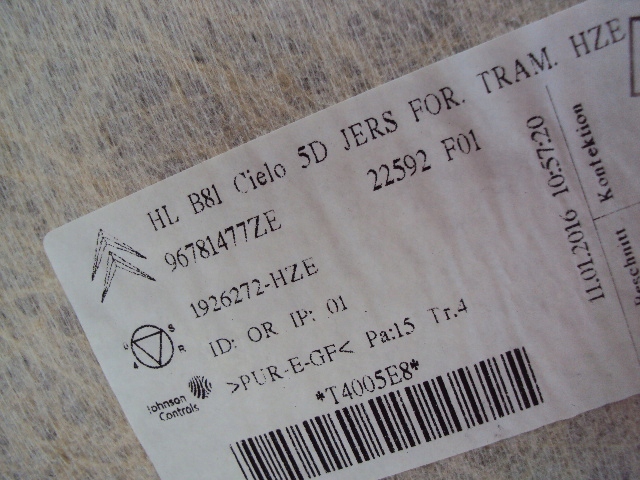 HL B81 Cielo 5D JERS FOR. TRAM. HZE
96781477ZE
22592 F01
1926272-HZE
ID: OR IP: 01
>PUR-E-GF< Pa:15 Tr.4
*T4005E8*
Johnson
Controls
U S R A
11.01.2016 10:57:20
Konfektion